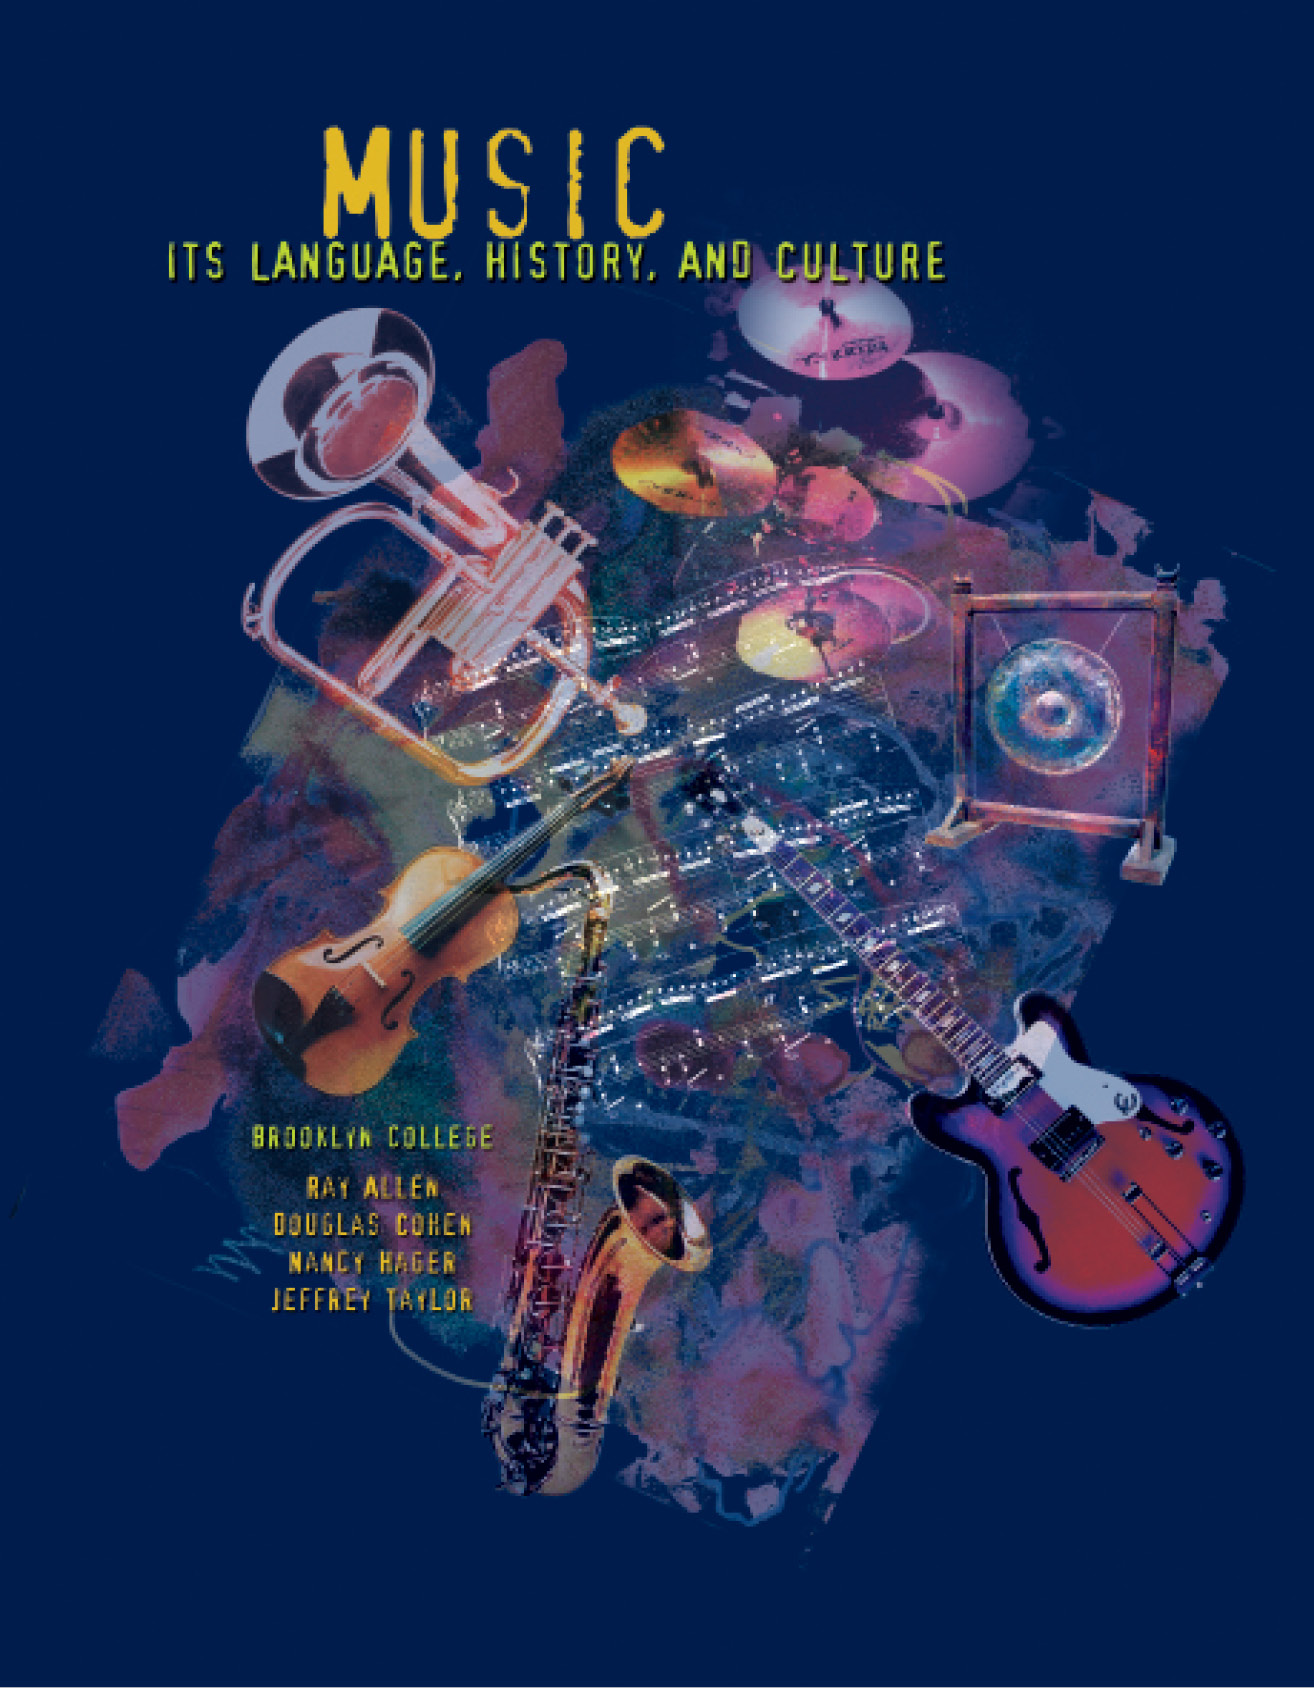 MUSIC
ITS LANGUAGE, HISTORY, AND CULTURE
BROOKLYN COLLEGE
RAY ALLEN
DOUGLAS COHEN
NANCY HAGER
JEFFREY TAYLOR